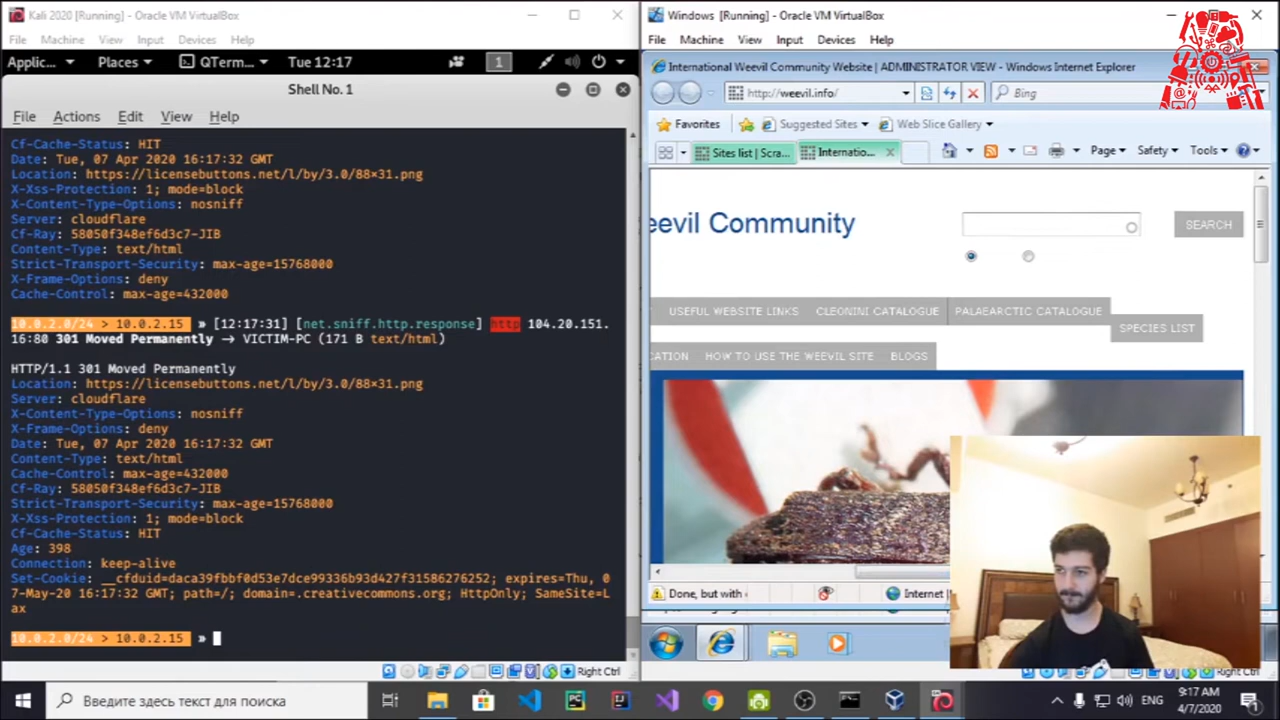 Kali 2020 [Running] - Oracle VM VirtualBox
File Machine View Input Devices Help
Applic... Places QTerm... Tue 12:17 1
Shell No. 1
File Actions Edit View Help
Cf-Cache-Status: HIT
Date: Tue, 07 Apr 2020 16:17:32 GMT
Location: https://licensebuttons.net/l/by/3.0/88×31.png
X-Xss-Protection: 1; mode=block
X-Content-Type-Options: nosniff
Server: cloudflare
Cf-Ray: 58050f348ef6d3c7-JIB
Content-Type: text/html
Strict-Transport-Security: max-age=15768000
X-Frame-Options: deny
Cache-Control: max-age=432000
10.0.2.0/24 > 10.0.2.15 » [12:17:31] [net.sniff.http.response] http 104.20.151.
16:80 301 Moved Permanently → VICTIM-PC (171 B text/html)
HTTP/1.1 301 Moved Permanently
Location: https://licensebuttons.net/l/by/3.0/88×31.png
Server: cloudflare
X-Content-Type-Options: nosniff
X-Frame-Options: deny
Date: Tue, 07 Apr 2020 16:17:32 GMT
Content-Type: text/html
Cache-Control: max-age=432000
Cf-Ray: 58050f348ef6d3c7-JIB
Strict-Transport-Security: max-age=15768000
X-Xss-Protection: 1; mode=block
Cf-Cache-Status: HIT
Age: 398
Connection: keep-alive
Set-Cookie: __cfduid=daca39fbbf0d53e7dce99336b93d427f31586276252; expires=Thu, 0
7-May-20 16:17:32 GMT; path=/; domain=.creativecommons.org; HttpOnly; SameSite=L
ax
10.0.2.0/24 > 10.0.2.15 »
Right Ctrl
Windows [Running] - Oracle VM VirtualBox
File Machine View Input Devices Help
International Weevil Community Website | ADMINISTRATOR VIEW - Windows Internet Explorer
http://weevil.info/ Bing
Favorites Suggested Sites Web Slice Gallery
Sites list | Scra... Internatio... Page Safety Tools
eevil Community
SEARCH
USEFUL WEBSITE LINKS CLEONINI CATALOGUE PALAEARCTIC CATALOGUE
SPECIES LIST
CATION HOW TO USE THE WEEVIL SITE BLOGS
Done, but with Internet
Right Ctrl
Введите здесь текст для поиска
ENG
9:17 AM
4/7/2020
1